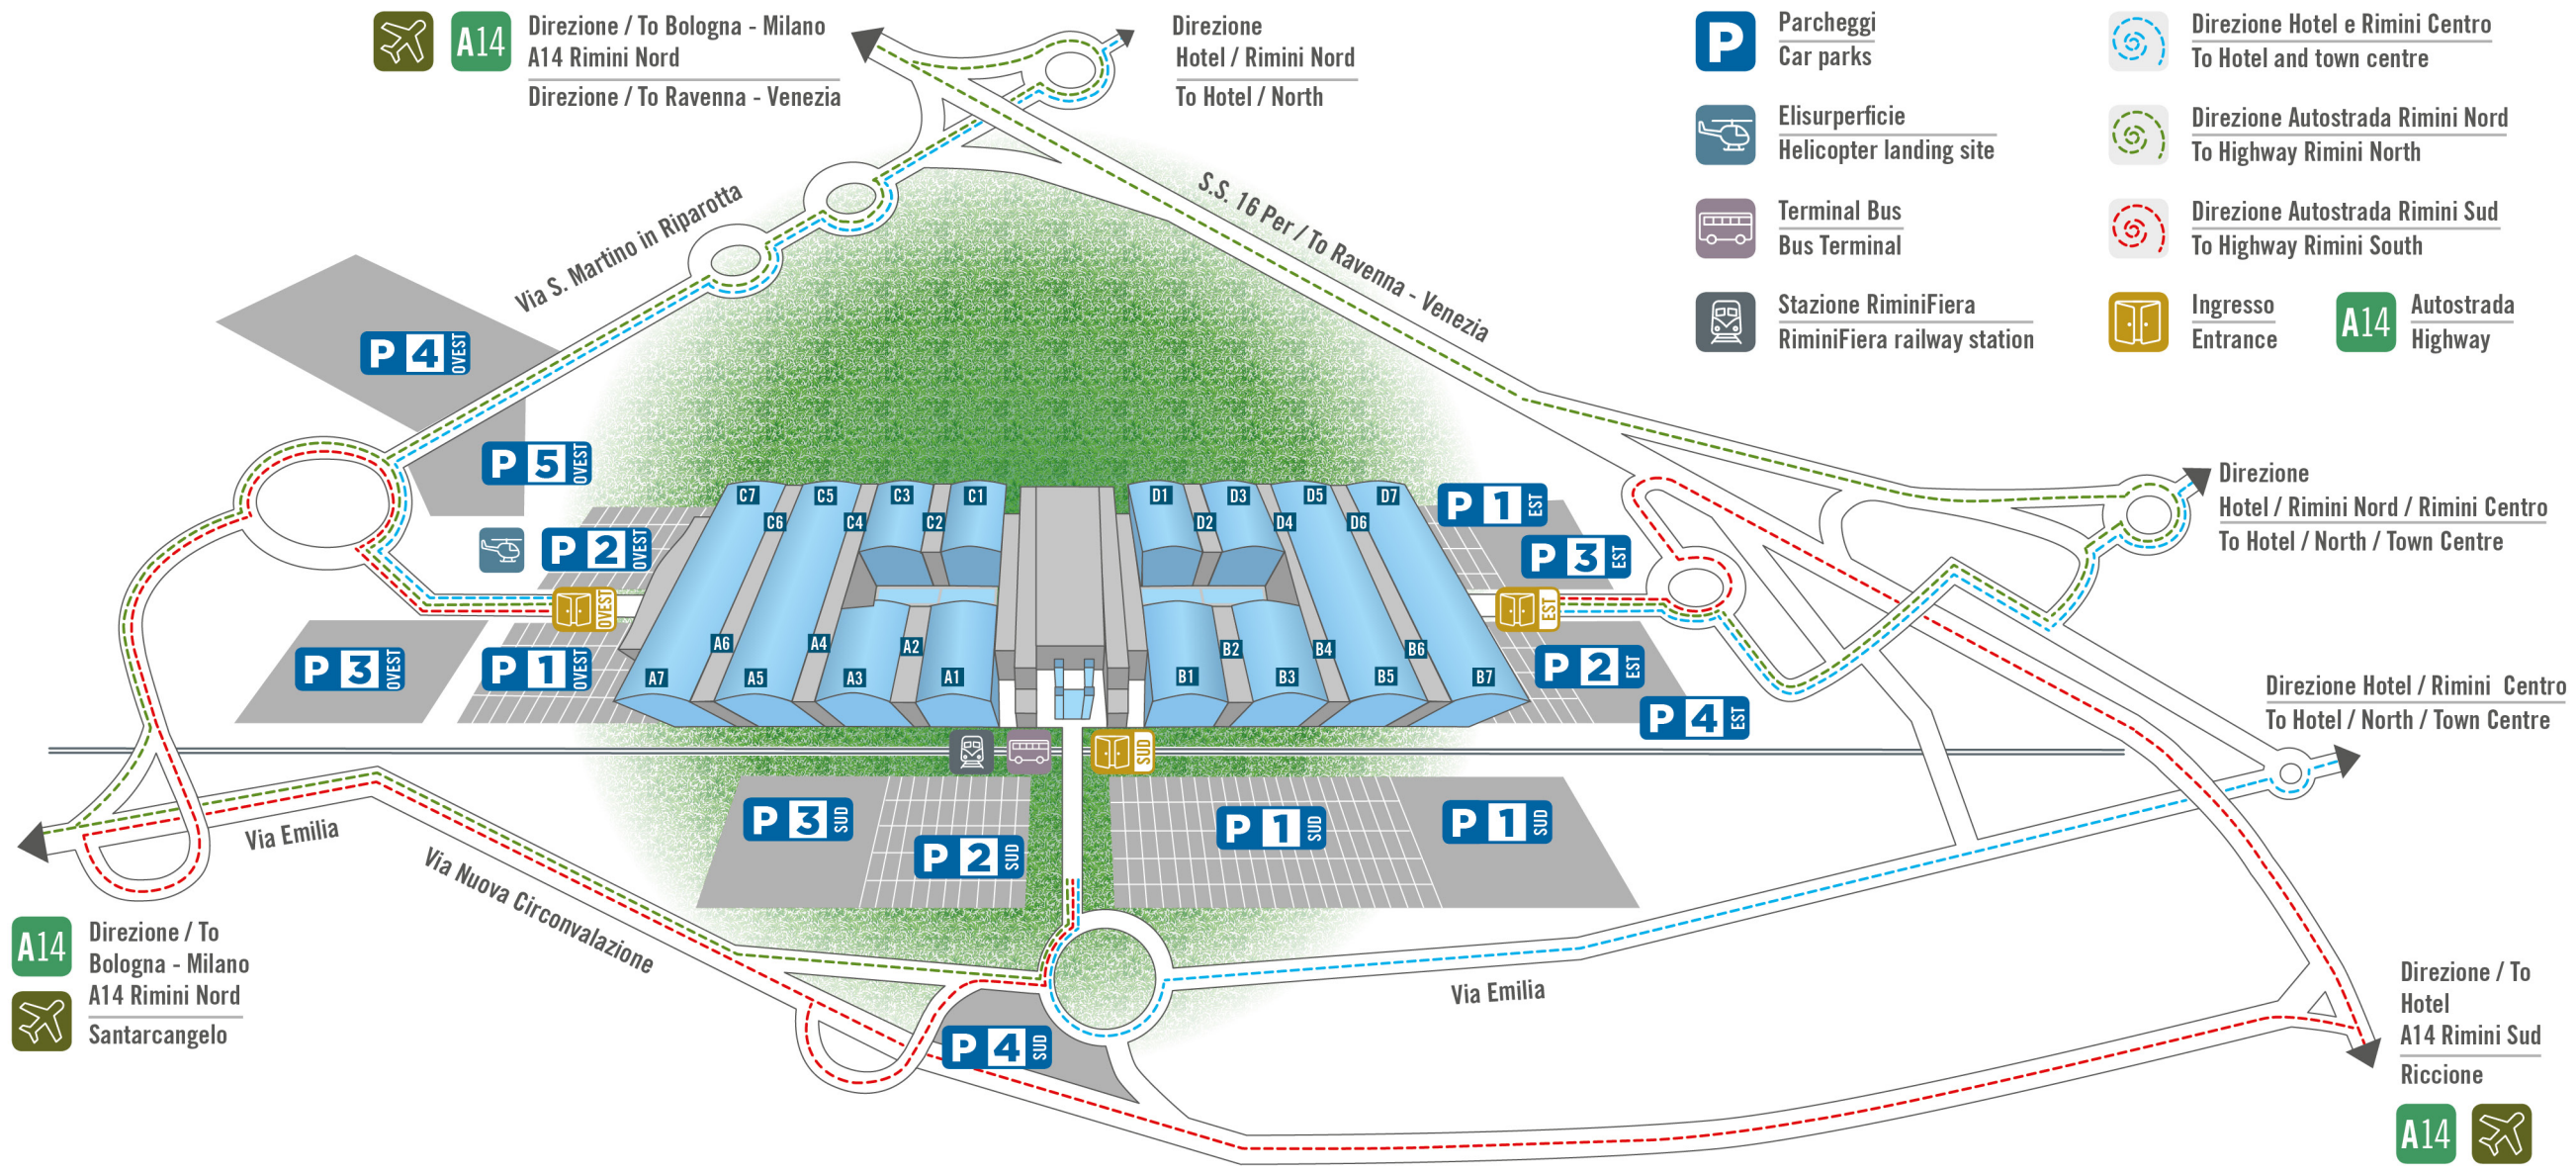 A14
Direzione / To Bologna - Milano
A14 Rimini Nord
Direzione / To Ravenna - Venezia
Direzione
Hotel / Rimini Nord
To Hotel / North
P
Parcheggi
Car parks
Elisurperficie
Helicopter landing site
Terminal Bus
Bus Terminal
Stazione RiminiFiera
RiminiFiera railway station
Direzione Hotel e Rimini Centro
To Hotel and town centre
Direzione Autostrada Rimini Nord
To Highway Rimini North
Direzione Autostrada Rimini Sud
To Highway Rimini South
Ingresso
Entrance
A14
Autostrada
Highway
Via S. Martino in Riparotta
S.S. 16 Per / To Ravenna - Venezia
P 4 OVEST
P 5 OVEST
P 2 OVEST
OVEST
P 3 OVEST
P 1 OVEST
C7
C5
C3
C1
C6
C4
C2
D1
D3
D5
D7
D2
D4
D6
A6
A4
A2
A7
A5
A3
A1
B2
B4
B6
B1
B3
B5
B7
P 1 EST
P 3 EST
EST
P 2 EST
P 4 EST
Direzione
Hotel / Rimini Nord / Rimini Centro
To Hotel / North / Town Centre
Direzione Hotel / Rimini Centro
To Hotel / North / Town Centre
SUD
P 3 SUD
P 2 SUD
P 1 SUD
P 1 SUD
P 4 SUD
Via Emilia
Via Nuova Circonvalazione
Via Emilia
A14
Direzione / To
Bologna - Milano
A14 Rimini Nord
Santarcangelo
Direzione / To
Hotel
A14 Rimini Sud
Riccione
A14